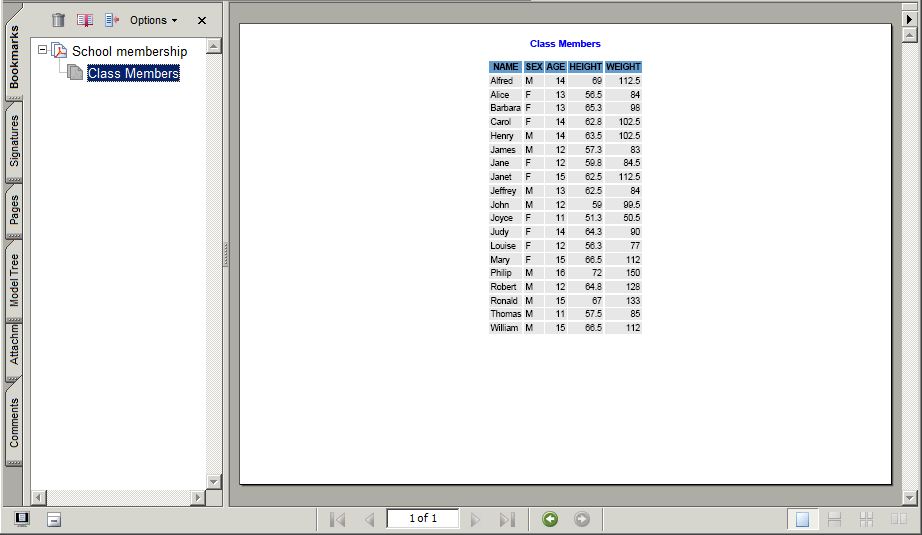 Options
School membership
Class Members
Bookmarks
Signatures
Pages
Model Tree
Attachm
Comments
Class Members
NAME SEX AGE HEIGHT WEIGHT
Alfred M 14 69 112.5
Alice F 13 56.5 84
Barbara F 13 65.3 98
Carol F 14 62.8 102.5
Henry M 14 63.5 102.5
James M 12 57.3 83
Jane F 12 59.8 84.5
Janet F 15 62.5 112.5
Jeffrey M 13 62.5 84
John M 12 59 99.5
Joyce F 11 51.3 50.5
Judy F 14 64.3 90
Louise F 12 56.3 77
Mary F 15 66.5 112
Philip M 16 72 150
Robert M 12 64.8 128
Ronald M 15 67 133
Thomas M 11 57.5 85
William M 15 66.5 112
1 of 1